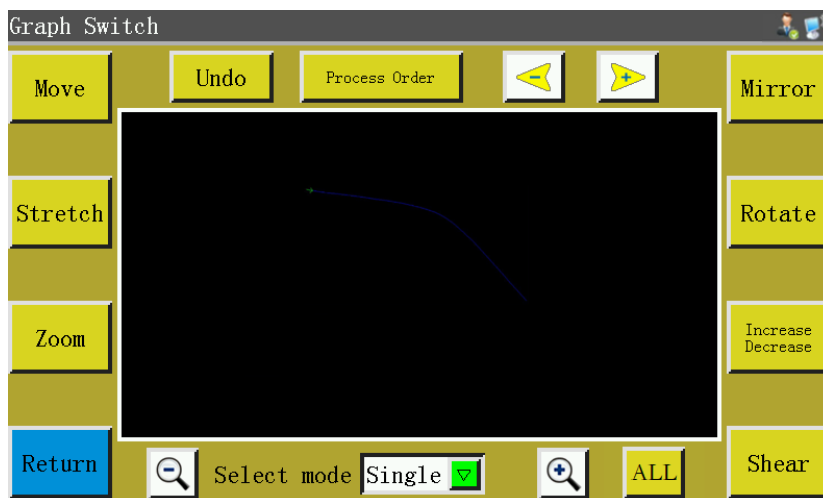 Graph Switch
Move
Undo
Process Order
-
+
Mirror
Stretch
Rotate
Zoom
Increase
Decrease
Return
Select mode
Single
ALL
Shear